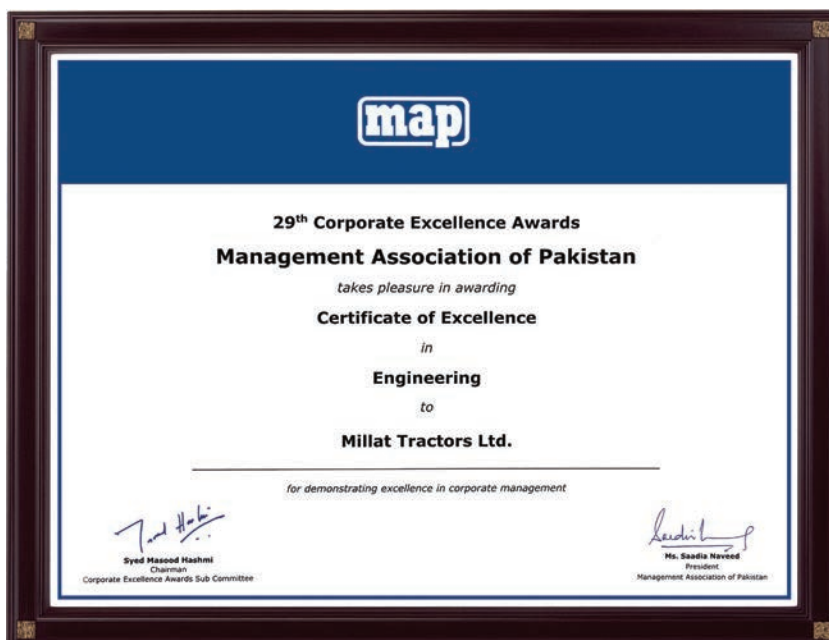 map
29th Corporate Excellence Awards
Management Association of Pakistan
takes pleasure in awarding
Certificate of Excellence
in
Engineering
to
Millat Tractors Ltd.
for demonstrating excellence in corporate management
Syed Masood Hashmi
Chairman
Corporate Excellence Awards Sub Committee
Ms. Saadia Naveed
President
Management Association of Pakistan